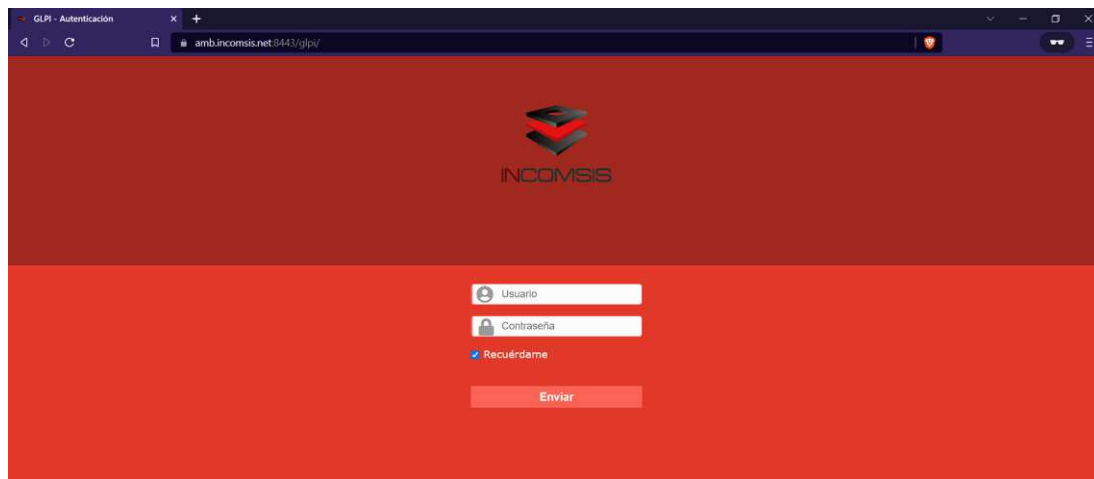 GLPI - Autenticación
amb.incomsis.net:8443/glpi/
INCOMSIS
Usuario
Contraseña
Recuérdame
Enviar